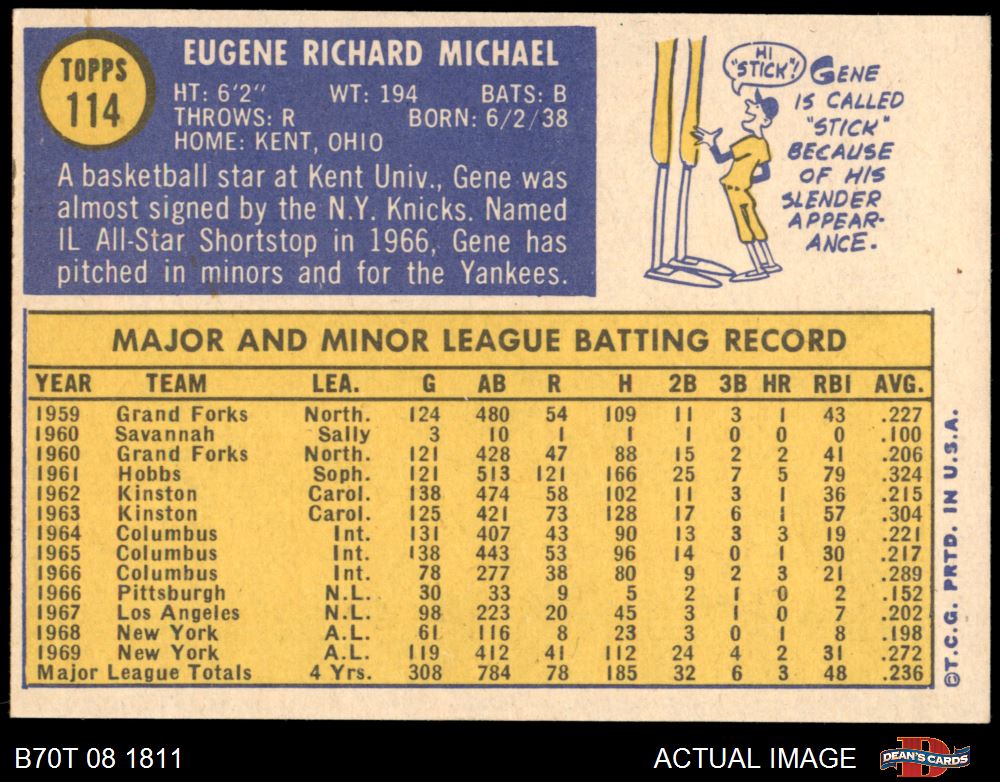 TOPPS
114
EUGENE RICHARD MICHAEL
HT: 6'2" WT: 194 BATS: B
THROWS: R BORN: 6/2/38
HOME: KENT, OHIO
A basketball star at Kent Univ., Gene was
almost signed by the N.Y. Knicks. Named
IL All-Star Shortstop in 1966, Gene has
pitched in minors and for the Yankees.
HI
"STICK"!
GENE
IS CALLED
"STICK"
BECAUSE
OF HIS
SLENDER
APPEAR-
ANCE.
MAJOR AND MINOR LEAGUE BATTING RECORD
YEAR TEAM LEA. G AB R H 2B 3B HR RBI AVG.
1959 Grand Forks North. 124 480 54 109 11 3 1 43 .227
1960 Savannah Sally 3 10 1 1 1 0 0 0 .100
1960 Grand Forks North. 121 428 47 88 15 2 2 41 .206
1961 Hobbs Soph. 121 513 121 166 25 7 5 79 .324
1962 Kinston Carol. 138 474 58 102 11 3 1 36 .215
1963 Kinston Carol. 125 421 73 128 17 6 1 57 .304
1964 Columbus Int. 131 407 43 90 13 3 3 19 .221
1965 Columbus Int. 138 443 53 96 14 0 1 30 .217
1966 Columbus Int. 78 277 38 80 9 2 3 21 .289
1966 Pittsburgh N.L. 30 33 9 5 2 1 0 2 .152
1967 Los Angeles N.L. 98 223 20 45 3 1 0 7 .202
1968 New York A.L. 61 116 8 23 3 0 1 8 .198
1969 New York A.L. 119 412 41 112 24 4 2 31 .272
Major League Totals 4 Yrs. 308 784 78 185 32 6 3 48 .236
©T.C.G. PRTD. IN U.S.A.
B70T 08 1811
ACTUAL IMAGE
DEAN'S CARDS